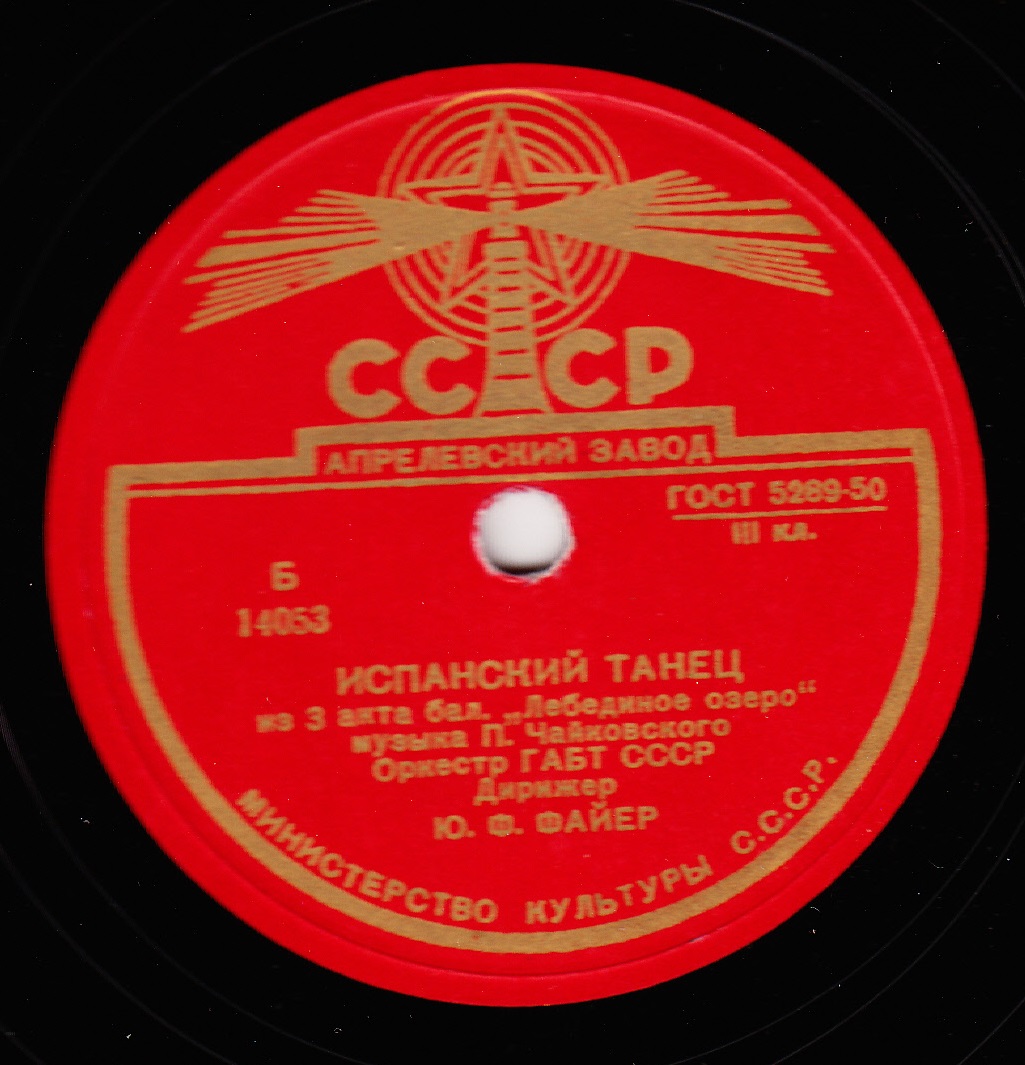 СССР
АПРЕЛЕВСКИЙ ЗАВОД
ГОСТ 5289-50
III кл.
Б
14053
ИСПАНСКИЙ ТАНЕЦ
из 3 акта бал. „Лебединое озеро“
музыка П. Чайковского
Оркестр ГАБТ СССР
Дирижер
Ю. Ф. ФАЙЕР
МИНИСТЕРСТВО КУЛЬТУРЫ С.С.С.Р.